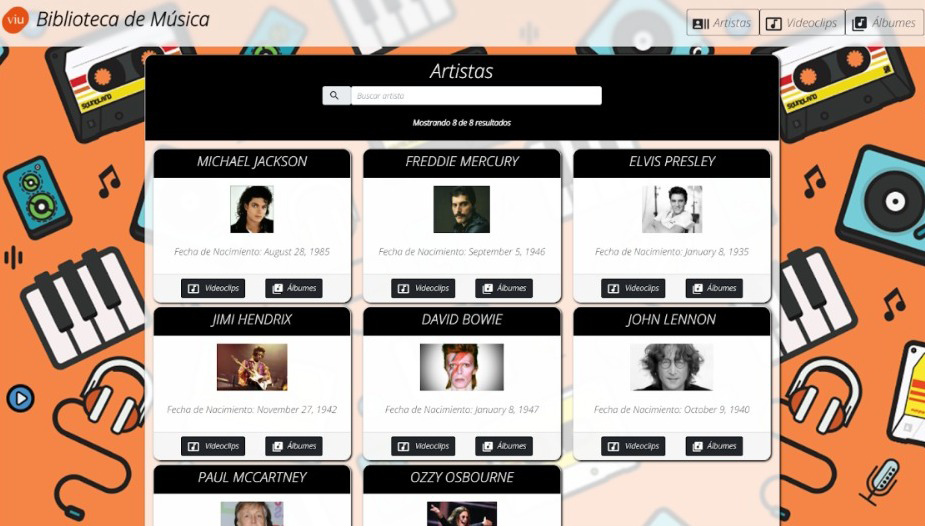 viu Biblioteca de Música
Artistas Videoclips Álbumes
SOUNDLAND
SOUNDLAND
Artistas
Buscar artista
Mostrando 8 de 8 resultados
MICHAEL JACKSON FREDDIE MERCURY ELVIS PRESLEY
Fecha de Nacimiento: August 28, 1985 Fecha de Nacimiento: September 5, 1946 Fecha de Nacimiento: January 8, 1935
Videoclips Álbumes Videoclips Álbumes Videoclips Álbumes
JIMI HENDRIX DAVID BOWIE JOHN LENNON
Fecha de Nacimiento: November 27, 1942 Fecha de Nacimiento: January 8, 1947 Fecha de Nacimiento: October 9, 1940
Videoclips Álbumes Videoclips Álbumes Videoclips Álbumes
PAUL MCCARTNEY OZZY OSBOURNE